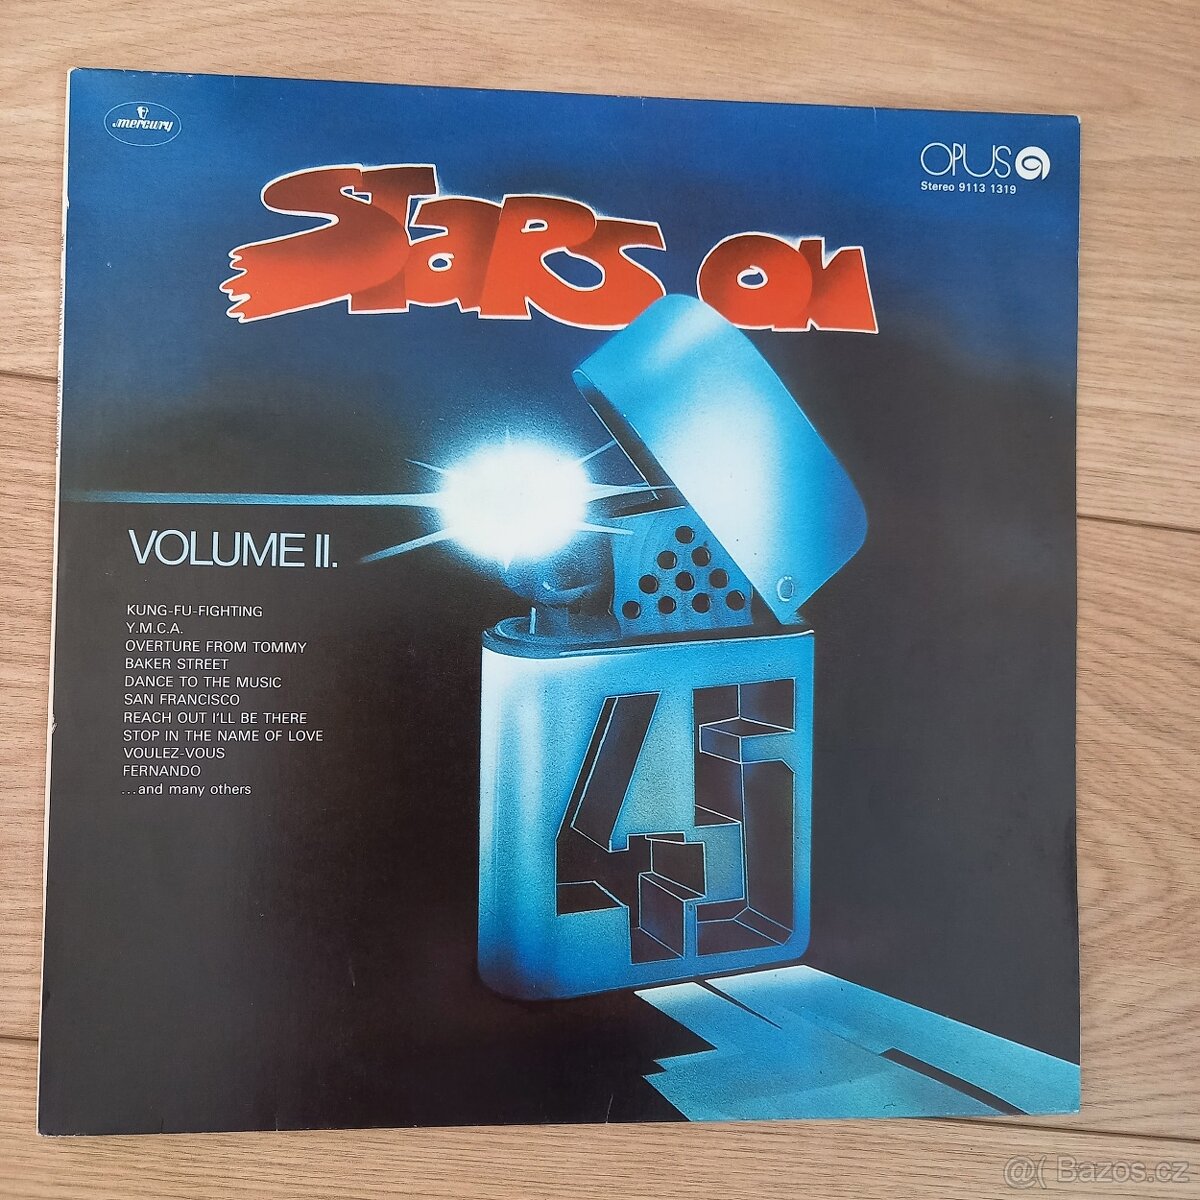 mercury
OPUS
Stereo 9113 1319
STARS ON
45
VOLUME II.
KUNG-FU-FIGHTING
Y.M.C.A.
OVERTURE FROM TOMMY
BAKER STREET
DANCE TO THE MUSIC
SAN FRANCISCO
REACH OUT I'LL BE THERE
STOP IN THE NAME OF LOVE
VOULEZ-VOUS
FERNANDO
...and many others
@( Bazos.cz